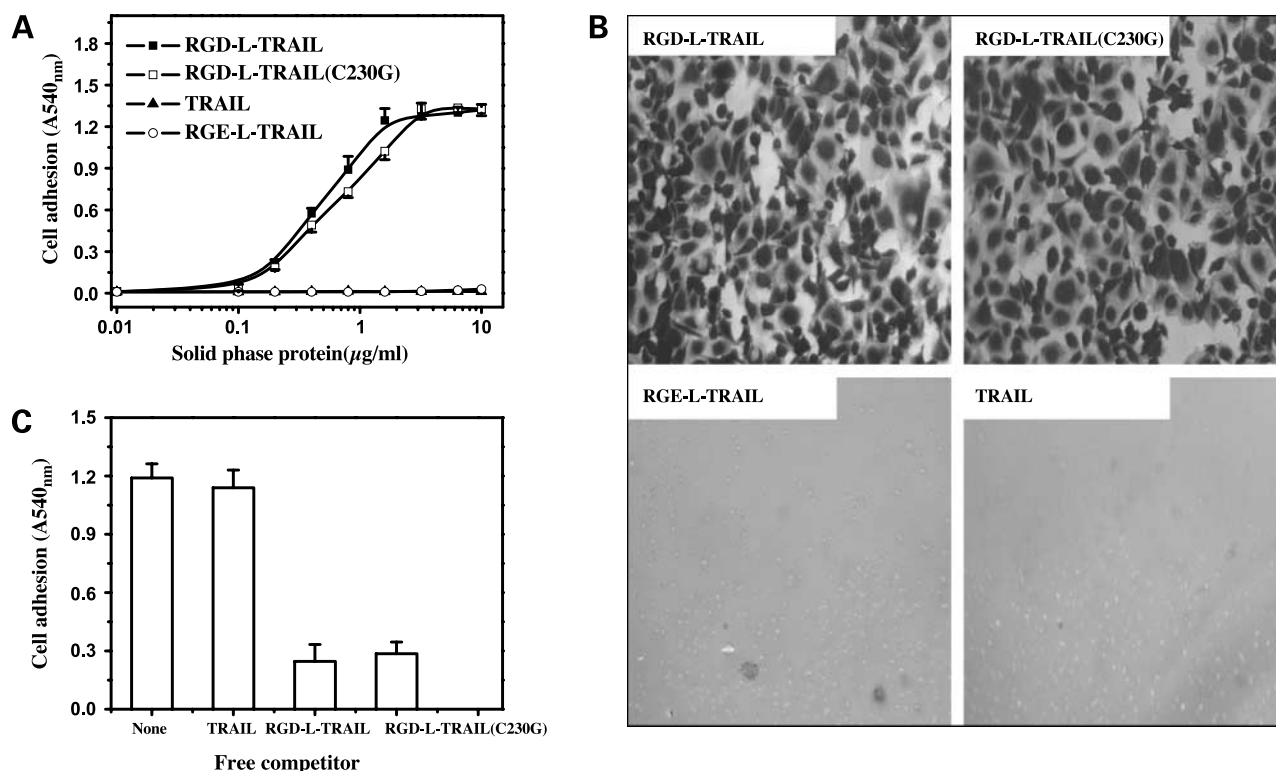 A
RGD-L-TRAIL
RGD-L-TRAIL(C230G)
TRAIL
RGE-L-TRAIL
Cell adhesion (A540nm)
1.8
1.5
1.2
0.9
0.6
0.3
0.0
0.01
0.1
1
10
Solid phase protein(µg/ml)
B
RGD-L-TRAIL
RGD-L-TRAIL(C230G)
RGE-L-TRAIL
TRAIL
C
Cell adhesion (A540nm)
1.5
1.2
0.9
0.6
0.3
0.0
None
TRAIL
RGD-L-TRAIL
RGD-L-TRAIL(C230G)
Free competitor